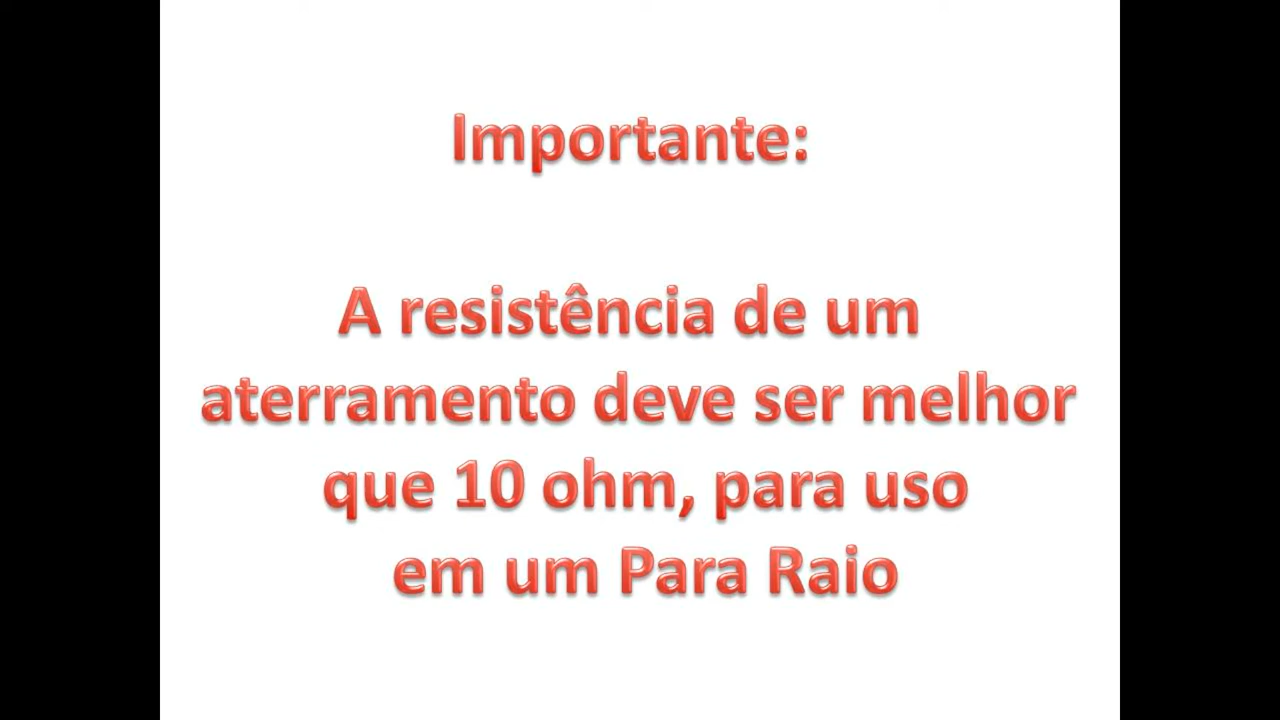 Importante:
A resistência de um
aterramento deve ser melhor
que 10 ohm, para uso
em um Para Raio